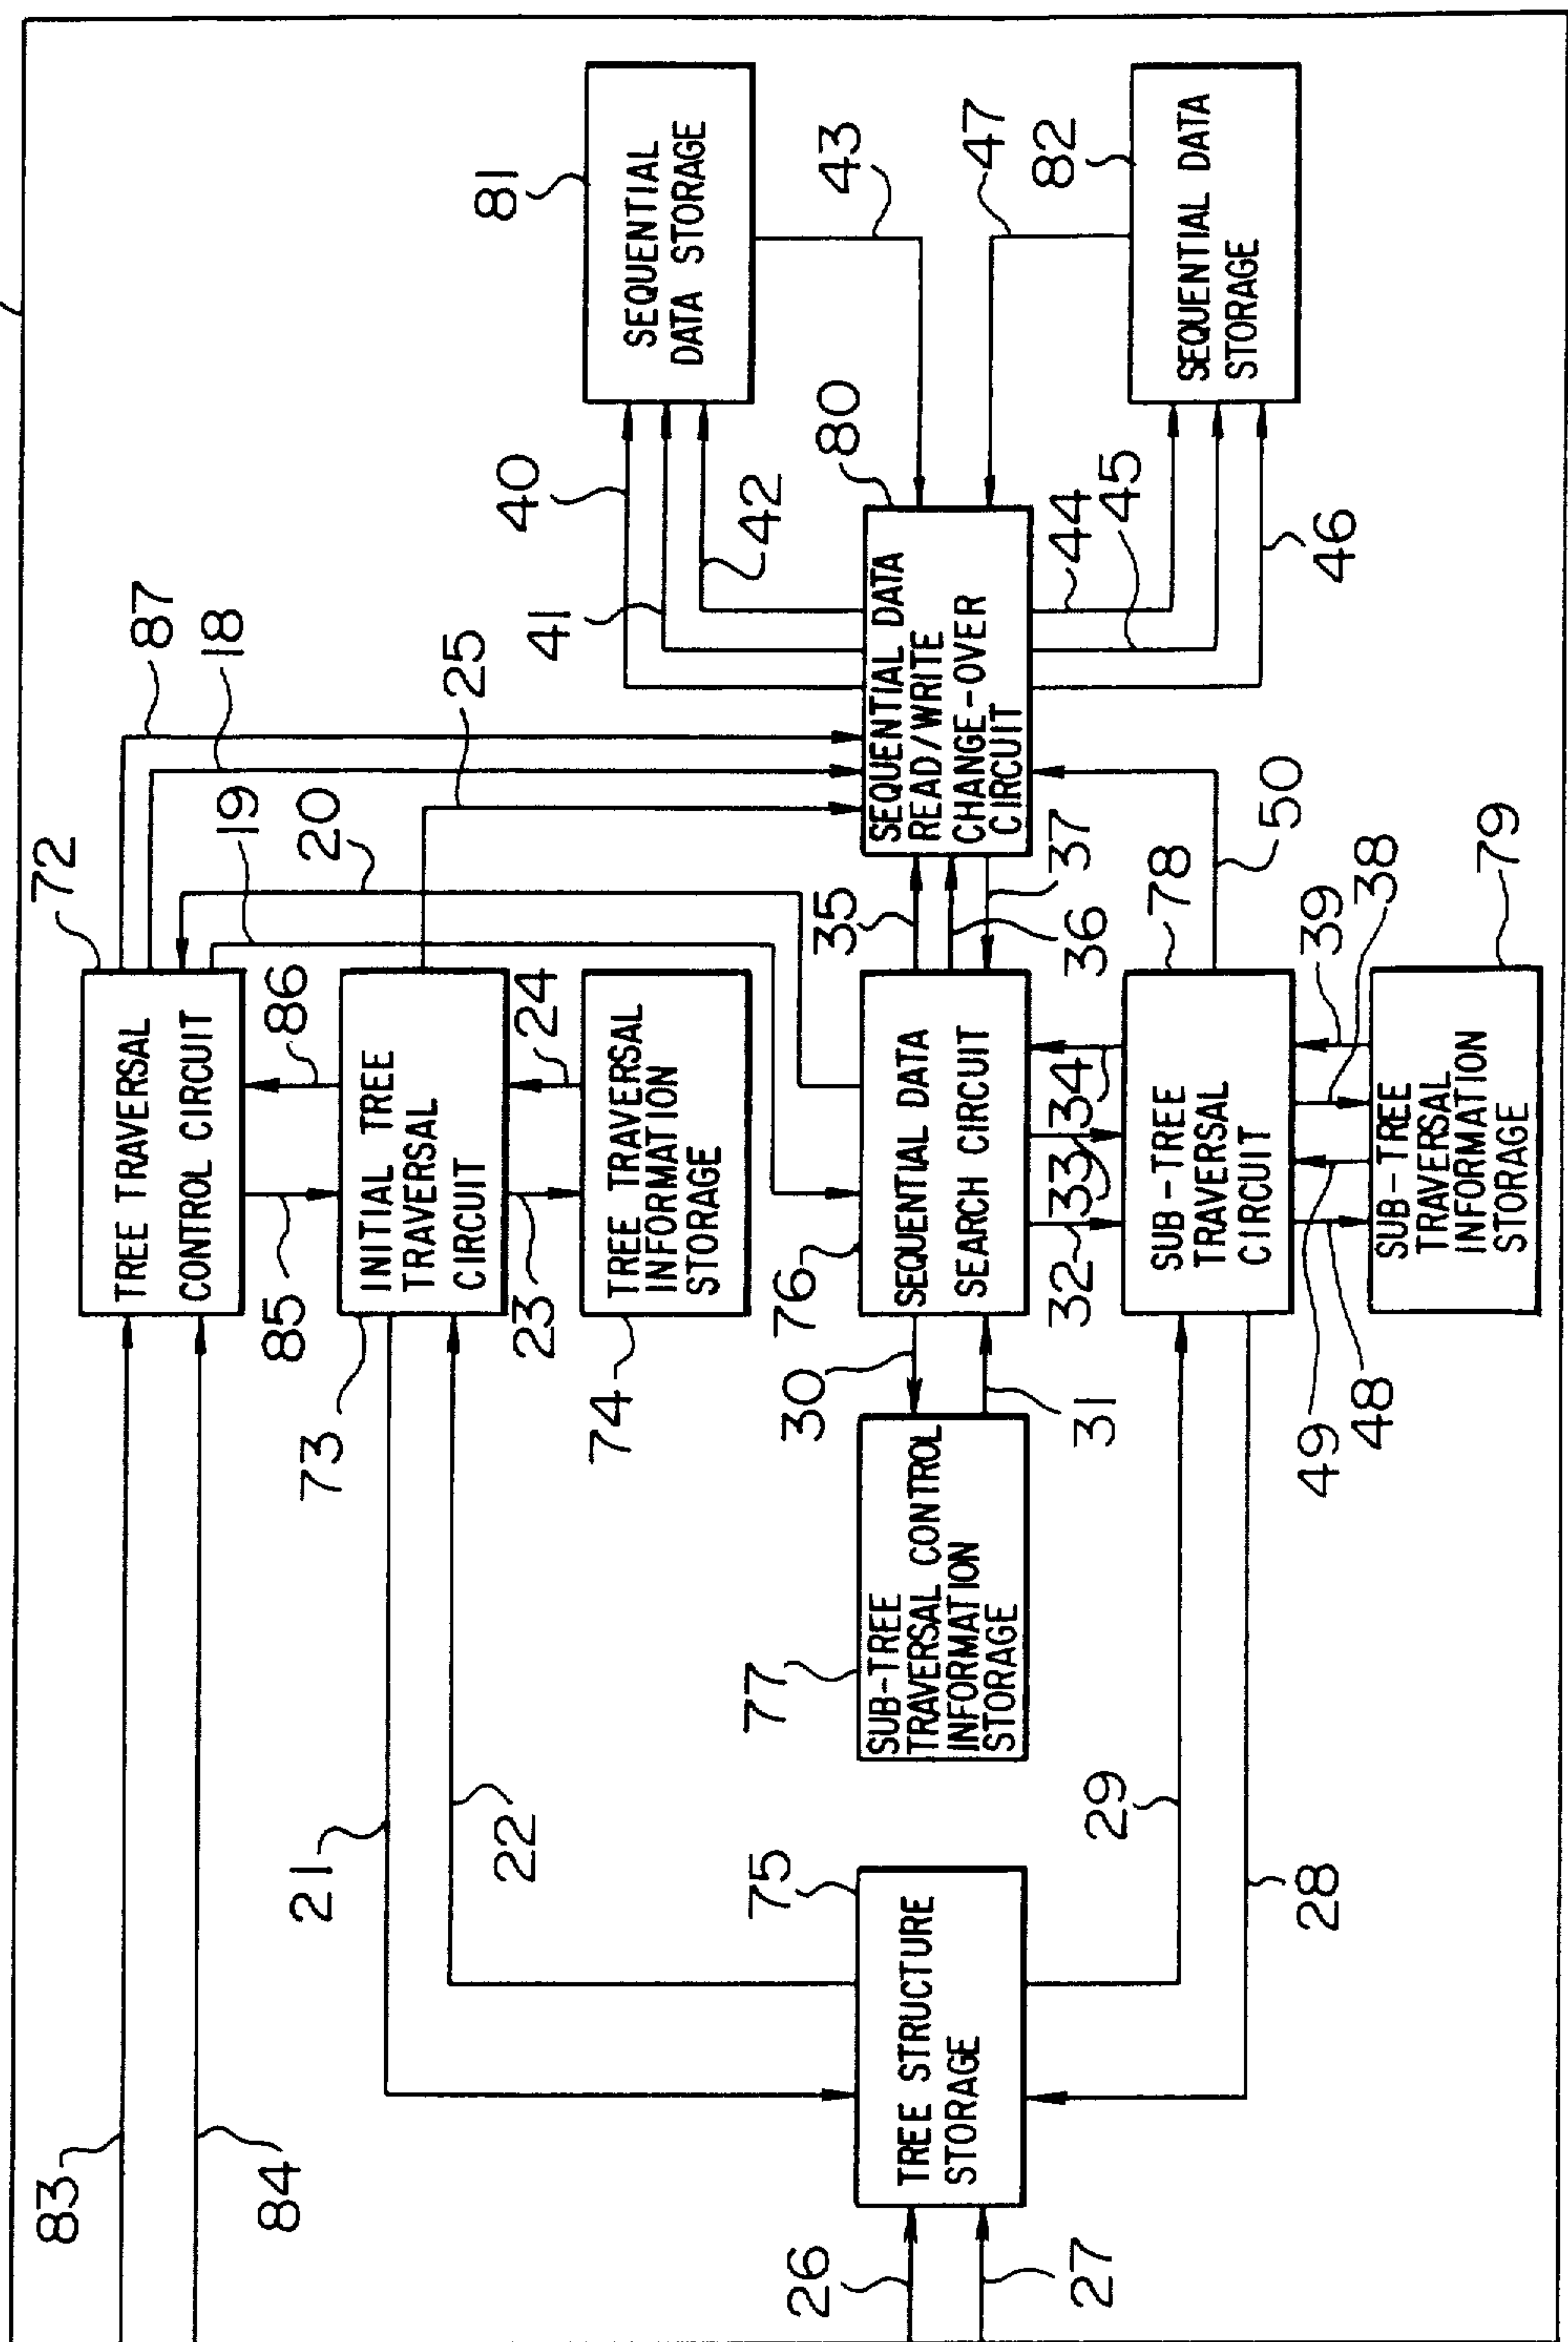 83
84
72
TREE TRAVERSAL
CONTROL CIRCUIT
87
18
19
20
85
86
21
22
73
INITIAL TREE
TRAVERSAL
CIRCUIT
25
23
24
74
TREE TRAVERSAL
INFORMATION
STORAGE
40
41
42
81
SEQUENTIAL
DATA STORAGE
43
26
27
75
TREE STRUCTURE
STORAGE
77
SUB-TREE
TRAVERSAL CONTROL
INFORMATION
STORAGE
30
31
76
SEQUENTIAL DATA
SEARCH CIRCUIT
35
36
37
80
SEQUENTIAL DATA
READ/WRITE
CHANGE-OVER
CIRCUIT
47
44
45
46
82
SEQUENTIAL DATA
STORAGE
32
33
34
29
28
78
SUB-TREE
TRAVERSAL
CIRCUIT
50
49
48
39
38
79
SUB-TREE
TRAVERSAL
INFORMATION
STORAGE